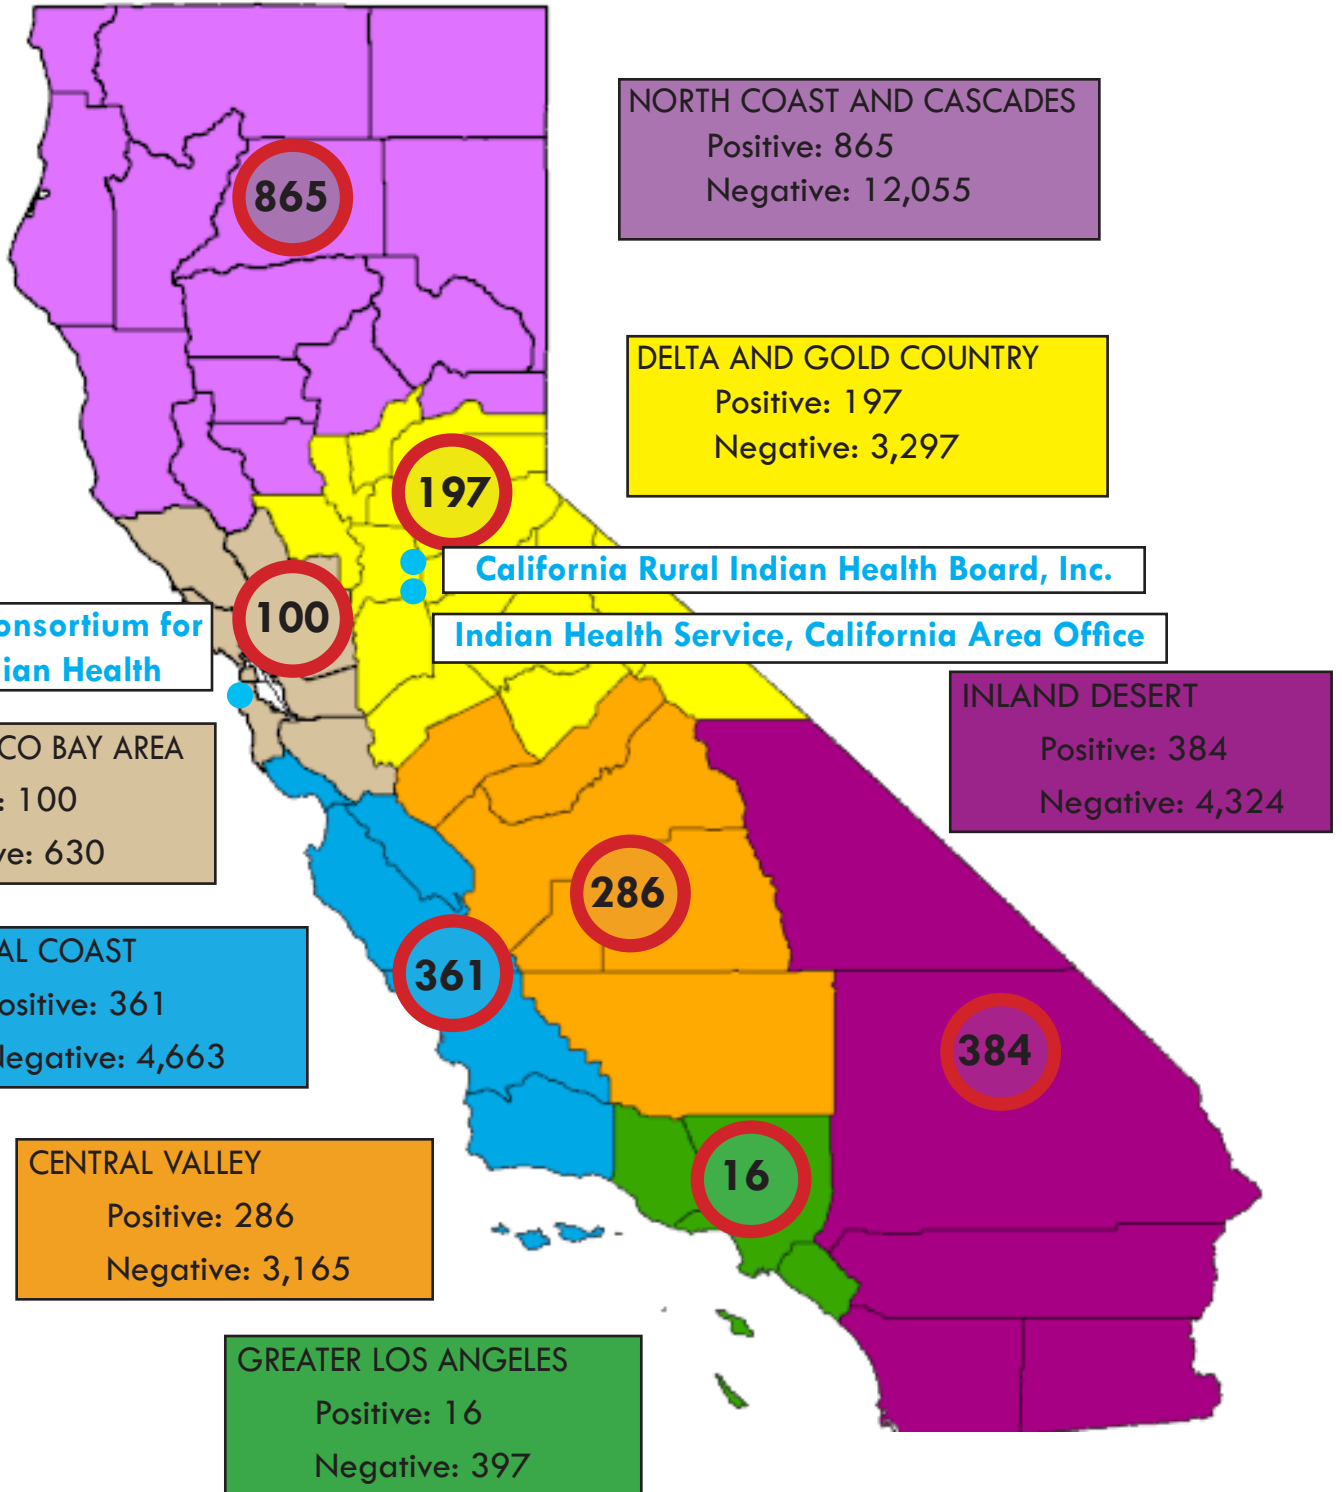 NORTH COAST AND CASCADES
Positive: 865
Negative: 12,055
865
DELTA AND GOLD COUNTRY
Positive: 197
Negative: 3,297
197
California Rural Indian Health Board, Inc.
100
onsortium for
ian Health
Indian Health Service, California Area Office
INLAND DESERT
Positive: 384
Negative: 4,324
CO BAY AREA
: 100
ve: 630
286
AL COAST
ositive: 361
Negative: 4,663
361
384
CENTRAL VALLEY
Positive: 286
Negative: 3,165
16
GREATER LOS ANGELES
Positive: 16
Negative: 397